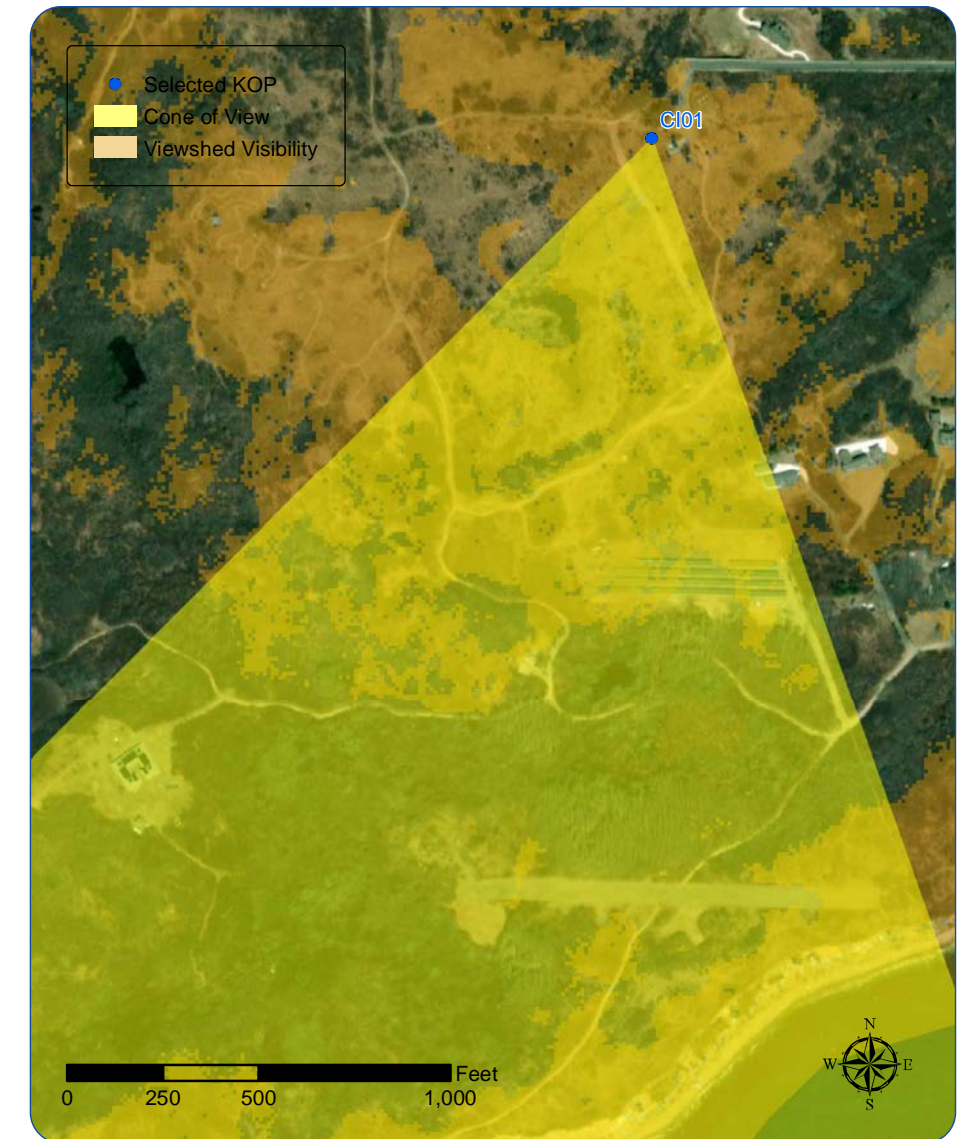 Selected KOP
Cone of View
Viewshed Visibility
CI01
N
W E
S
Feet
0 250 500 1,000